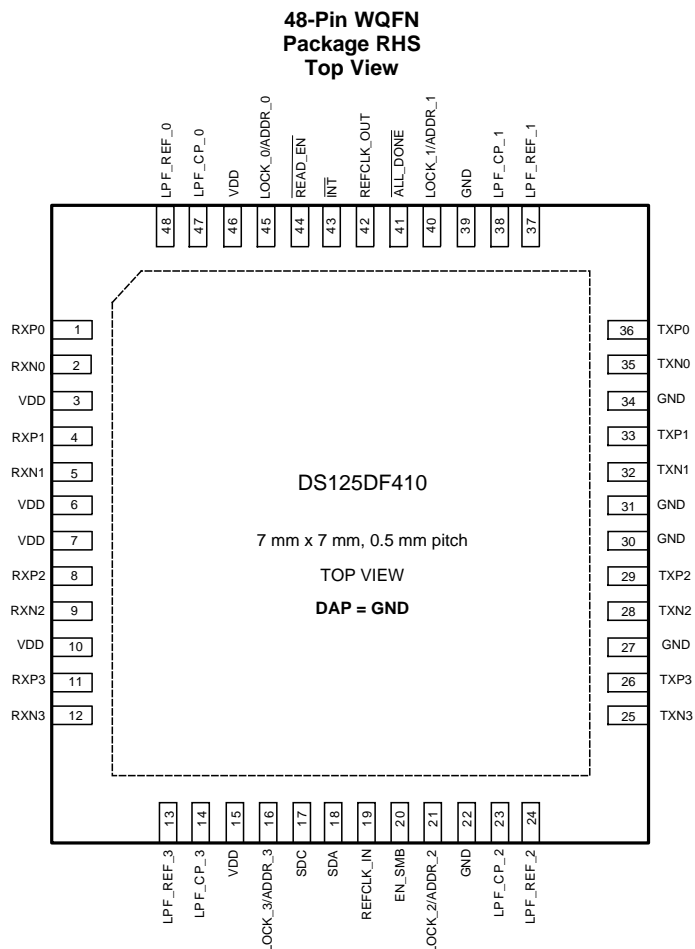 48-Pin WQFN
Package RHS
Top View
LPF_REF_0
LPF_CP_0
VDD
LOCK_0/ADDR_0
READ_EN
INT
REFCLK_OUT
ALL_DONE
LOCK_1/ADDR_1
GND
LPF_CP_1
LPF_REF_1
48
47
46
45
44
43
42
41
40
39
38
37
RXP0 1
RXN0 2
VDD 3
RXP1 4
RXN1 5
VDD 6
VDD 7
RXP2 8
RXN2 9
VDD 10
RXP3 11
RXN3 12
DS125DF410
7 mm x 7 mm, 0.5 mm pitch
TOP VIEW
DAP = GND
36 TXP0
35 TXN0
34 GND
33 TXP1
32 TXN1
31 GND
30 GND
29 TXP2
28 TXN2
27 GND
26 TXP3
25 TXN3
13
14
15
16
17
18
19
20
21
22
23
24
LPF_REF_3
LPF_CP_3
VDD
LOCK_3/ADDR_3
SDC
SDA
REFCLK_IN
EN_SMB
LOCK_2/ADDR_2
GND
LPF_CP_2
LPF_REF_2